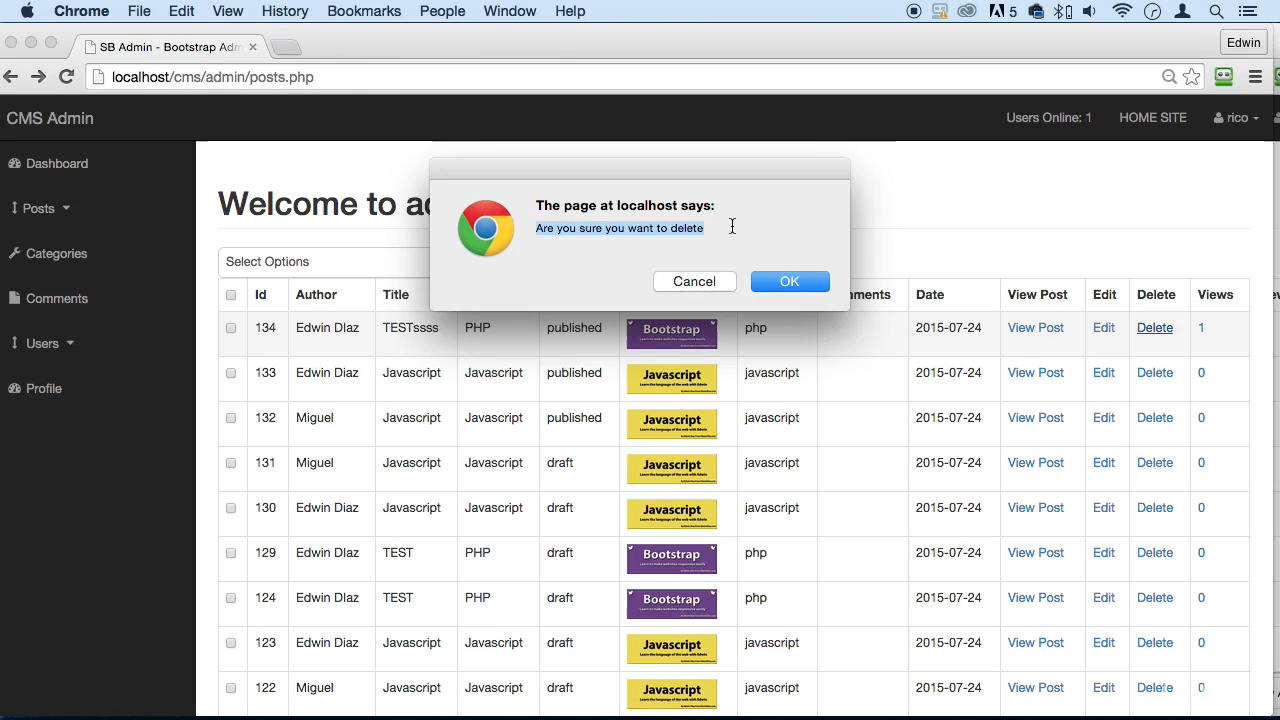 Chrome File Edit View History Bookmarks People Window Help 5
SB Admin - Bootstrap Adm
Edwin
localhost/cms/admin/posts.php
CMS Admin Users Online: 1 HOME SITE rico
Dashboard
Posts
Categories
Comments
Users
Profile
Welcome to ad
The page at localhost says:
Are you sure you want to delete
Cancel OK
Select Options
Id Author Title mments Date View Post Edit Delete Views
134 Edwin DIaz TESTssss PHP published Bootstrap php 2015-07-24 View Post Edit Delete 1
133 Edwin Diaz Javascript Javascript published Javascript javascript 2015-07-24 View Post Edit Delete 0
132 Miguel Javascript Javascript published Javascript javascript 2015-07-24 View Post Edit Delete 0
131 Miguel Javascript Javascript draft Javascript javascript 2015-07-24 View Post Edit Delete 0
130 Edwin Diaz Javascript Javascript draft Javascript javascript 2015-07-24 View Post Edit Delete 0
129 Edwin DIaz TEST PHP draft Bootstrap php 2015-07-24 View Post Edit Delete 0
124 Edwin DIaz TEST PHP draft Bootstrap php 2015-07-24 View Post Edit Delete 0
123 Edwin Diaz Javascript Javascript draft Javascript javascript 2015-07-24 View Post Edit Delete 0
122 Miguel Javascript Javascript draft Javascript javascript 2015-07-24 View Post Edit Delete 0